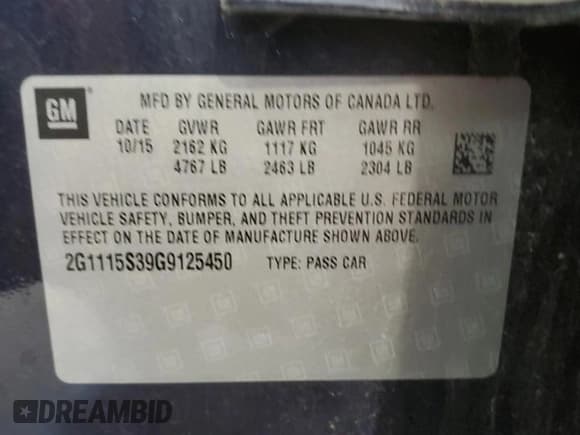 GM
MFD BY GENERAL MOTORS OF CANADA LTD.
DATE GVWR GAWR FRT GAWR RR
10/15 2162 KG 1117 KG 1045 KG
4767 LB 2463 LB 2304 LB
THIS VEHICLE CONFORMS TO ALL APPLICABLE U.S. FEDERAL MOTOR
VEHICLE SAFETY, BUMPER, AND THEFT PREVENTION STANDARDS IN
EFFECT ON THE DATE OF MANUFACTURE SHOWN ABOVE.
2G1115S39G9125450 TYPE: PASS CAR
DREAMBID